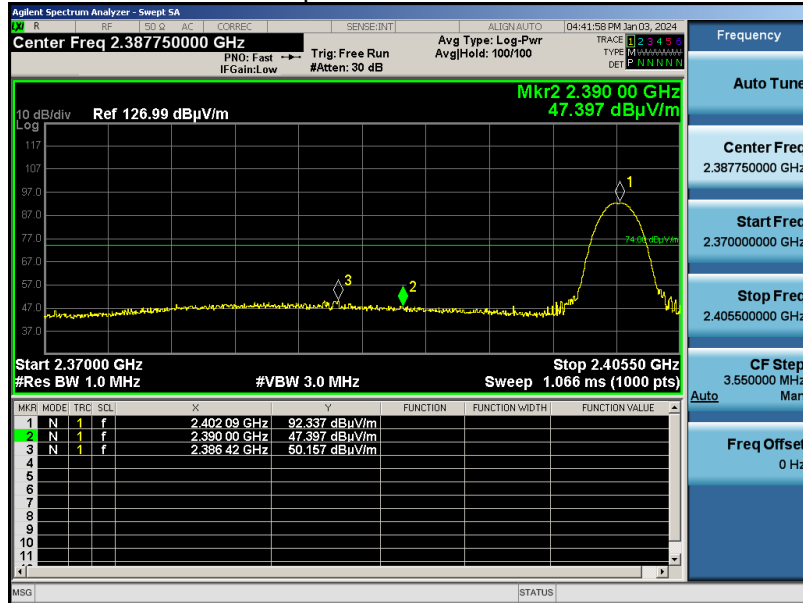 Agilent Spectrum Analyzer - Swept SA
LXI R RF 50 Ω AC CORREC SENSE:INT ALIGN AUTO 04:41:58 PM Jan 03, 2024
Center Freq 2.387750000 GHz
PNO: Fast
IFGain:Low
Trig: Free Run
#Atten: 30 dB
Avg Type: Log-Pwr
Avg|Hold: 100/100
TRACE 1 2 3 4 5 6
TYPE M
DET P N N N N N
Mkr2 2.390 00 GHz
47.397 dBµV/m
10 dB/div Ref 126.99 dBµV/m
Log
117
107
97.0
87.0
77.0
67.0
57.0
47.0
37.0
1
74.00 dBµV/m
3
2
Start 2.37000 GHz Stop 2.40550 GHz
#Res BW 1.0 MHz #VBW 3.0 MHz Sweep 1.066 ms (1000 pts)
MKR MODE TRC SCL X Y FUNCTION FUNCTION WIDTH FUNCTION VALUE
1 N 1 f 2.402 09 GHz 92.337 dBµV/m
2 N 1 f 2.390 00 GHz 47.397 dBµV/m
3 N 1 f 2.386 42 GHz 50.157 dBµV/m
4
5
6
7
8
9
10
11
MSG STATUS
Frequency
Auto Tune
Center Freq
2.387750000 GHz
Start Freq
2.370000000 GHz
Stop Freq
2.405500000 GHz
CF Step
3.550000 MHz
Auto Man
Freq Offset
0 Hz